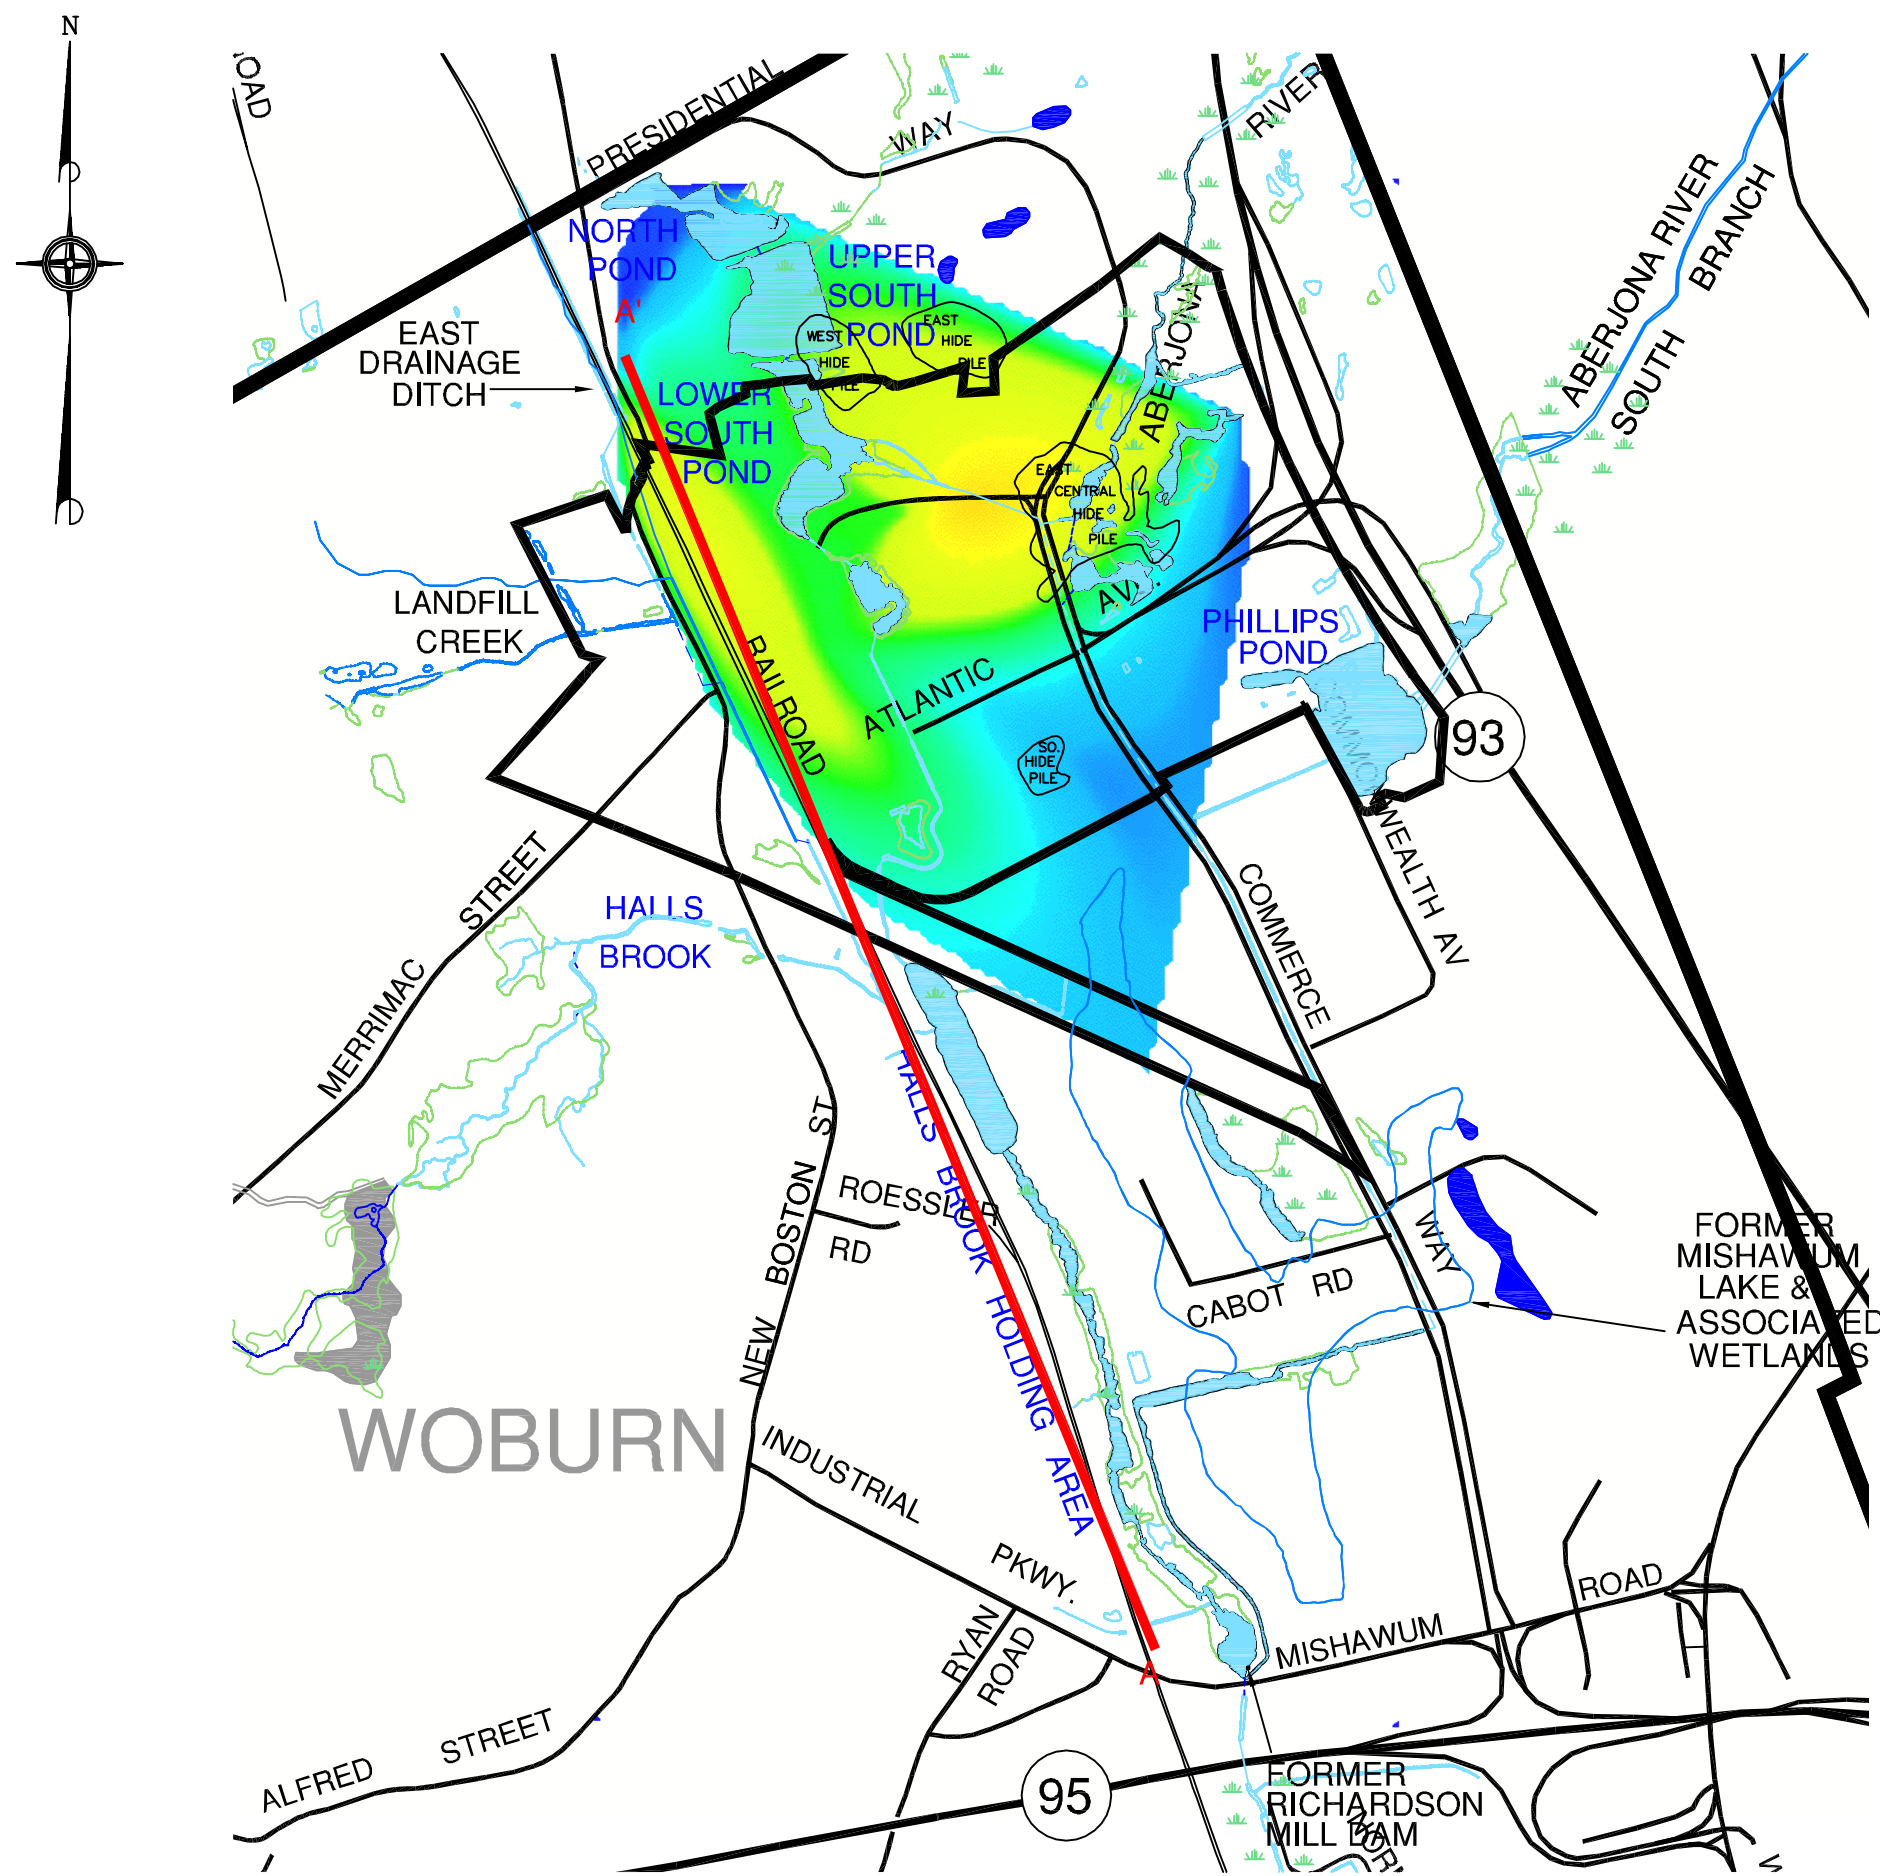 N
OAD
PRESIDENTIAL
WAY
RIVER
NORTH
POND
UPPER
SOUTH
POND
A'
EAST
DRAINAGE
DITCH
WEST
HIDE
PILE
EAST
HIDE
PILE
LOWER
SOUTH
POND
ABERJONA
ABERJONA RIVER
SOUTH BRANCH
EAST
CENTRAL
HIDE
PILE
AV.
LANDFILL
CREEK
PHILLIPS
POND
RAILROAD
ATLANTIC
SO.
HIDE
PILE
93
COMMONWEALTH AV
MERRIMAC STREET
HALLS
BROOK
COMMERCE
WAY
HALLS BROOK HOLDING AREA
NEW BOSTON ST
ROESSLER
RD
CABOT RD
FORMER
MISHAWUM
LAKE &
ASSOCIATED
WETLANDS
WOBURN
INDUSTRIAL
PKWY.
RYAN
ROAD
A
MISHAWUM
ROAD
ALFRED STREET
95
FORMER
RICHARDSON
MILL DAM